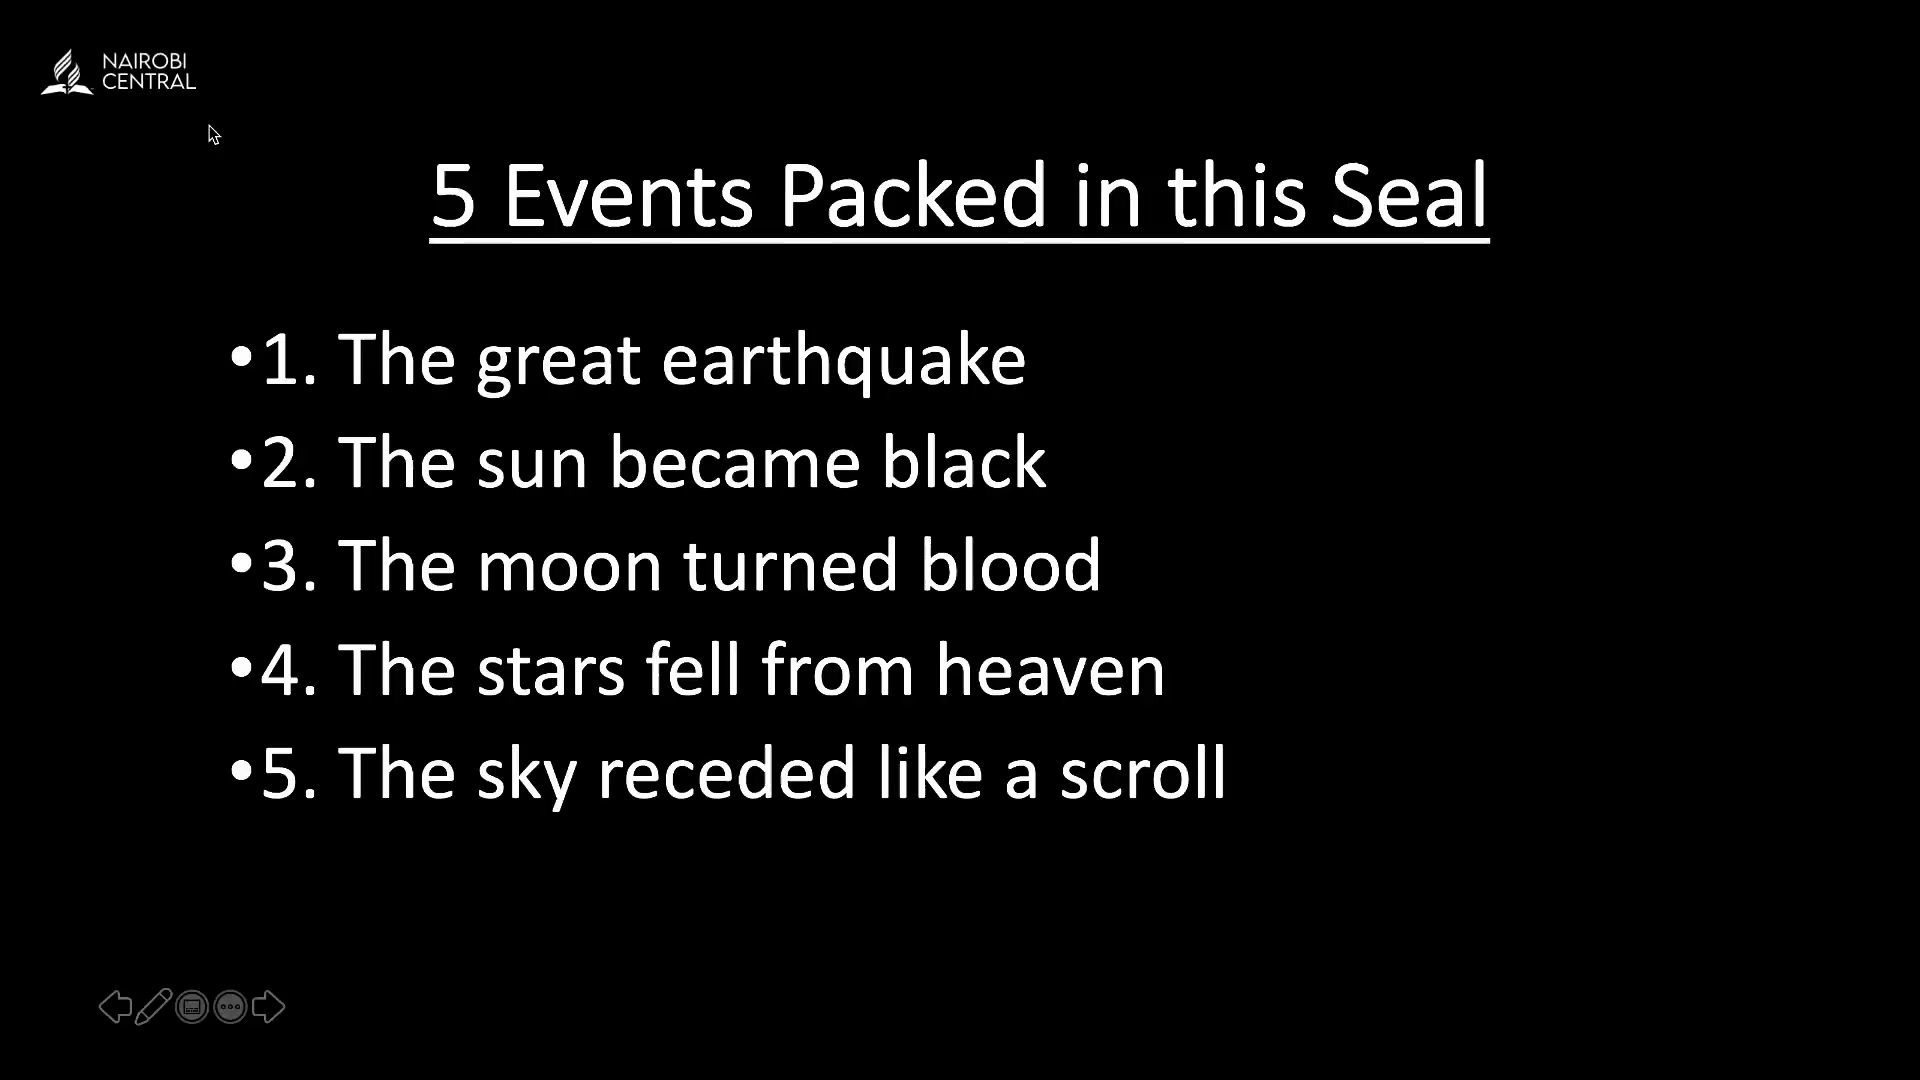 NAIROBI
CENTRAL
5 Events Packed in this Seal
•1. The great earthquake
•2. The sun became black
•3. The moon turned blood
•4. The stars fell from heaven
•5. The sky receded like a scroll